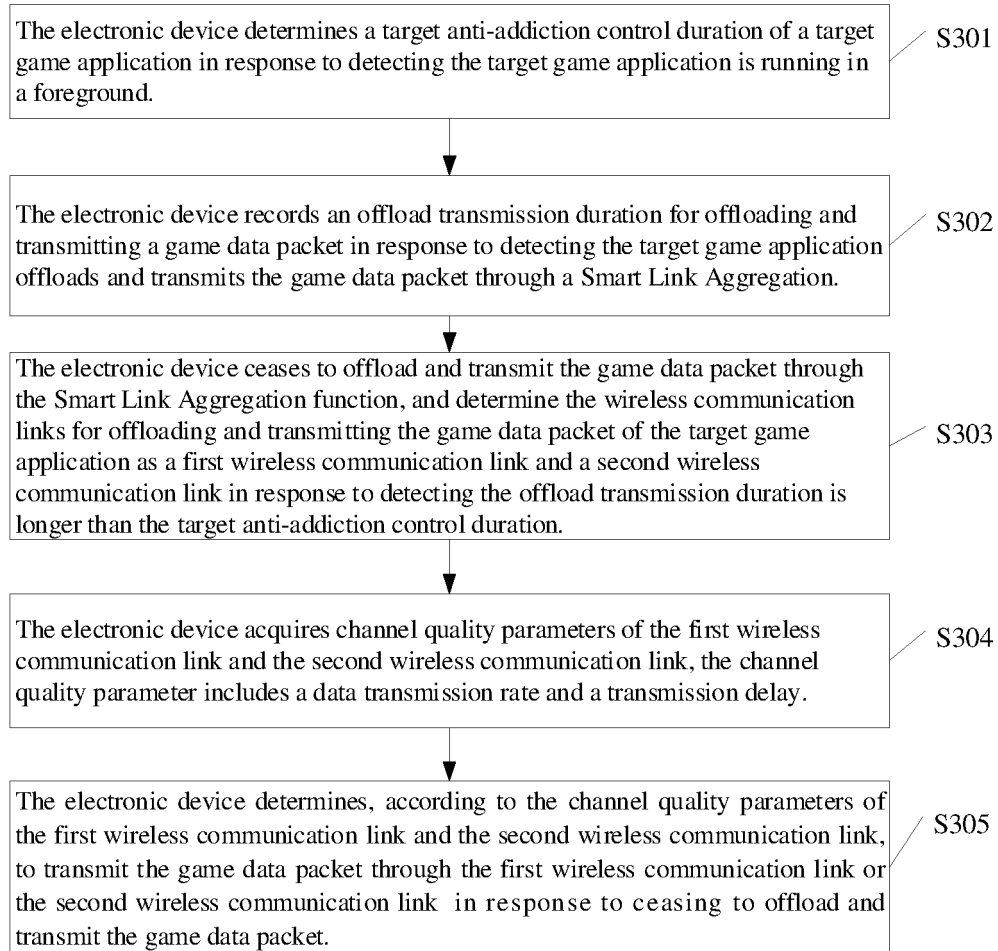 The electronic device determines a target anti-addiction control duration of a target
game application in response to detecting the target game application is running in
a foreground.
S301
The electronic device records an offload transmission duration for offloading and
transmitting a game data packet in response to detecting the target game application
offloads and transmits the game data packet through a Smart Link Aggregation.
S302
The electronic device ceases to offload and transmit the game data packet through
the Smart Link Aggregation function, and determine the wireless communication
links for offloading and transmitting the game data packet of the target game
application as a first wireless communication link and a second wireless
communication link in response to detecting the offload transmission duration is
longer than the target anti-addiction control duration.
S303
The electronic device acquires channel quality parameters of the first wireless
communication link and the second wireless communication link, the channel
quality parameter includes a data transmission rate and a transmission delay.
S304
The electronic device determines, according to the channel quality parameters of
the first wireless communication link and the second wireless communication link,
to transmit the game data packet through the first wireless communication link or
the second wireless communication link in response to ceasing to offload and
transmit the game data packet.
S305